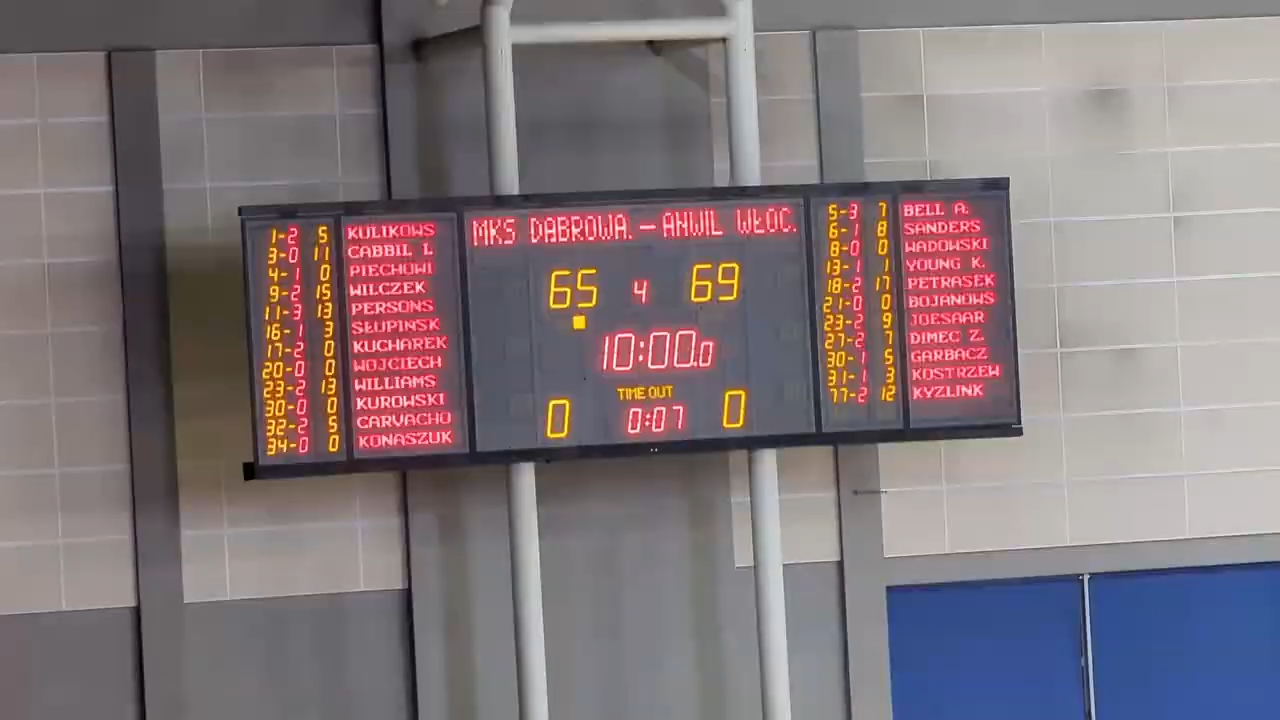 MKS DĄBROWA. – ANWIL WŁOC.
65 4 69
10:00.0
TIME OUT
0 0:07 0
1-2 5 KULIKOWS
3-0 11 CABBIL I.
4-1 0 PIECHOWI
9-2 15 WILCZEK
11-3 13 PERSONS
16-1 3 SŁUPIŃSK
17-2 0 KUCHAREK
20-0 0 WOJCIECH
23-2 13 WILLIAMS
30-0 0 KUROWSKI
32-2 5 CARVACHO
34-0 0 KONASZUK
5-3 7 BELL A.
6-1 8 SANDERS
8-0 0 WADOWSKI
13-1 1 YOUNG K.
18-2 17 PETRASEK
21-0 0 BOJANOWS
23-2 9 JOESAAR
27-2 7 DIMEC Z.
30-1 5 GARBACZ
31-1 3 KOSTRZEW
77-2 12 KYZLINK